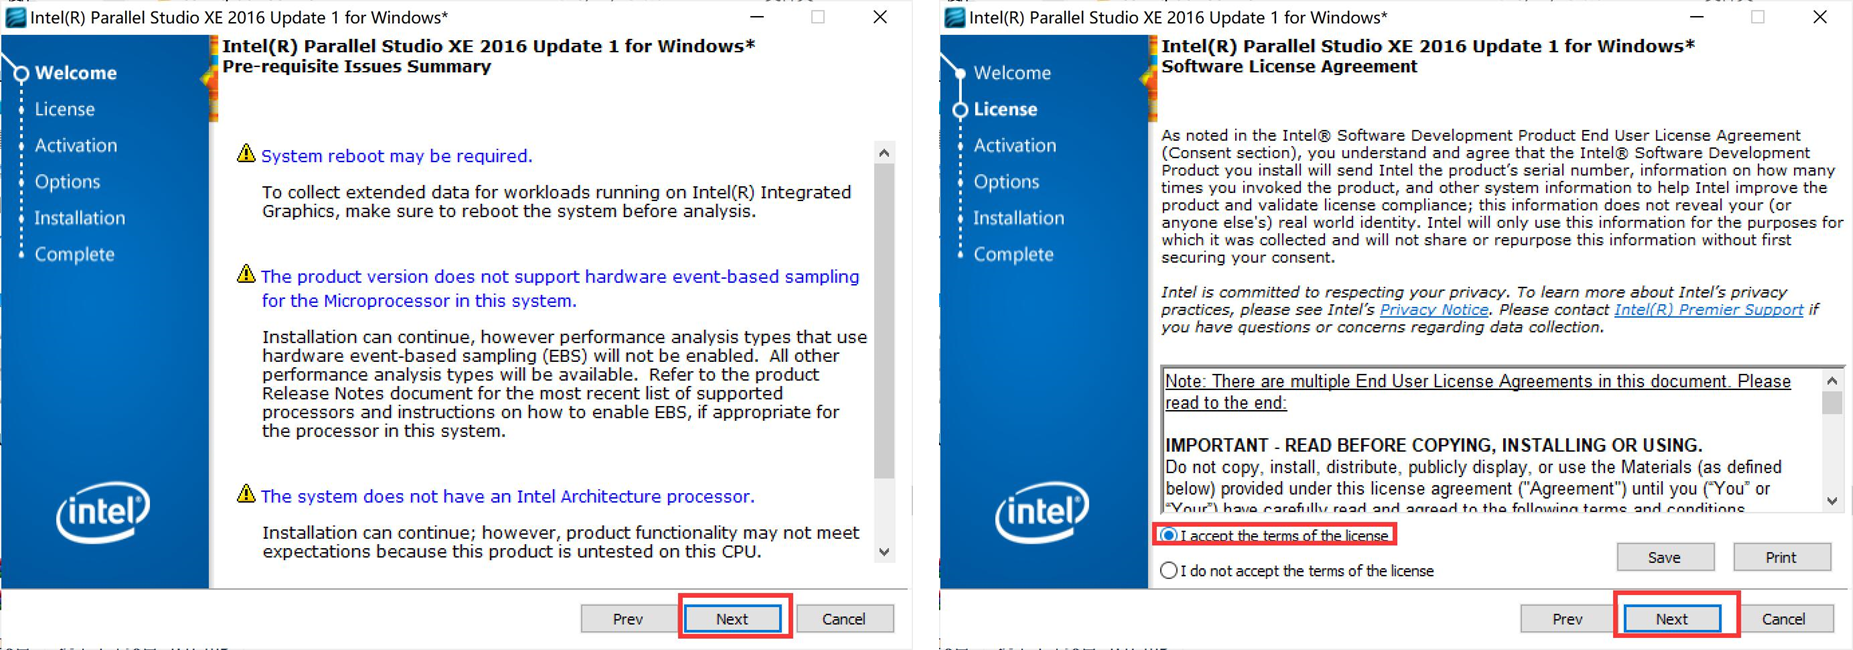 Intel(R) Parallel Studio XE 2016 Update 1 for Windows*
Intel(R) Parallel Studio XE 2016 Update 1 for Windows*
Pre-requisite Issues Summary
Welcome
License
Activation
Options
Installation
Complete
System reboot may be required.
To collect extended data for workloads running on Intel(R) Integrated
Graphics, make sure to reboot the system before analysis.
The product version does not support hardware event-based sampling
for the Microprocessor in this system.
Installation can continue, however performance analysis types that use
hardware event-based sampling (EBS) will not be enabled.  All other
performance analysis types will be available.  Refer to the product
Release Notes document for the most recent list of supported
processors and instructions on how to enable EBS, if appropriate for
the processor in this system.
The system does not have an Intel Architecture processor.
Installation can continue; however, product functionality may not meet
expectations because this product is untested on this CPU.
intel
Prev
Next
Cancel
Intel(R) Parallel Studio XE 2016 Update 1 for Windows*
Intel(R) Parallel Studio XE 2016 Update 1 for Windows*
Software License Agreement
Welcome
License
Activation
Options
Installation
Complete
As noted in the Intel® Software Development Product End User License Agreement
(Consent section), you understand and agree that the Intel® Software Development
Product you install will send Intel the product's serial number, information on how many
times you invoked the product, and other system information to help Intel improve the
product and validate license compliance; this information does not reveal your (or
anyone else's) real world identity. Intel will only use this information for the purposes for
which it was collected and will not share or repurpose this information without first
securing your consent.
Intel is committed to respecting your privacy. To learn more about Intel's privacy
practices, please see Intel's Privacy Notice. Please contact Intel(R) Premier Support if
you have questions or concerns regarding data collection.
Note: There are multiple End User License Agreements in this document. Please
read to the end:
IMPORTANT - READ BEFORE COPYING, INSTALLING OR USING.
Do not copy, install, distribute, publicly display, or use the Materials (as defined
below) provided under this license agreement ("Agreement") until you ("You" or
"Your") have carefully read and agreed to the following terms and conditions
intel
I accept the terms of the license
I do not accept the terms of the license
Save
Print
Prev
Next
Cancel